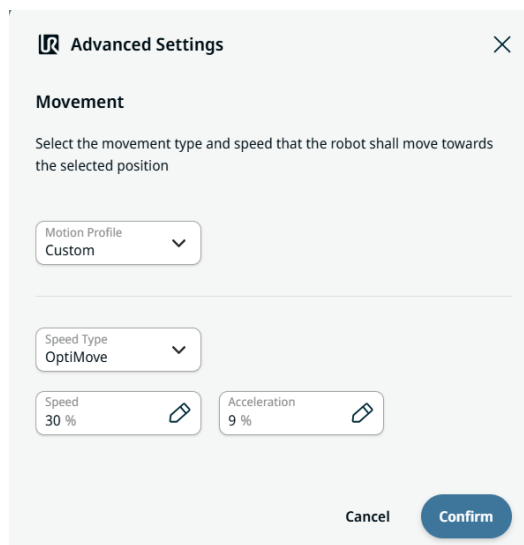 UR Advanced Settings
Movement
Select the movement type and speed that the robot shall move towards
the selected position
Motion Profile
Custom
Speed Type
OptiMove
Speed
30 %
Acceleration
9 %
Cancel
Confirm